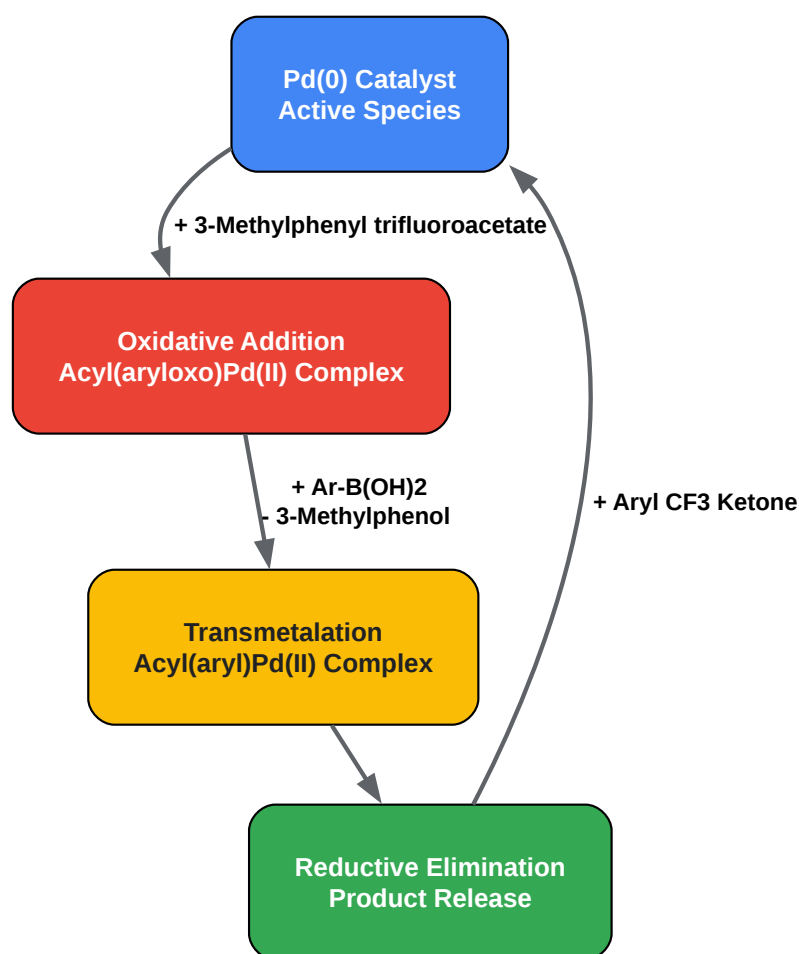 Pd(0) Catalyst
Active Species
+ 3-Methylphenyl trifluoroacetate
Oxidative Addition
Acyl(aryloxo)Pd(II) Complex
+ Ar-B(OH)2
- 3-Methylphenol
+ Aryl CF3 Ketone
Transmetalation
Acyl(aryl)Pd(II) Complex
Reductive Elimination
Product Release